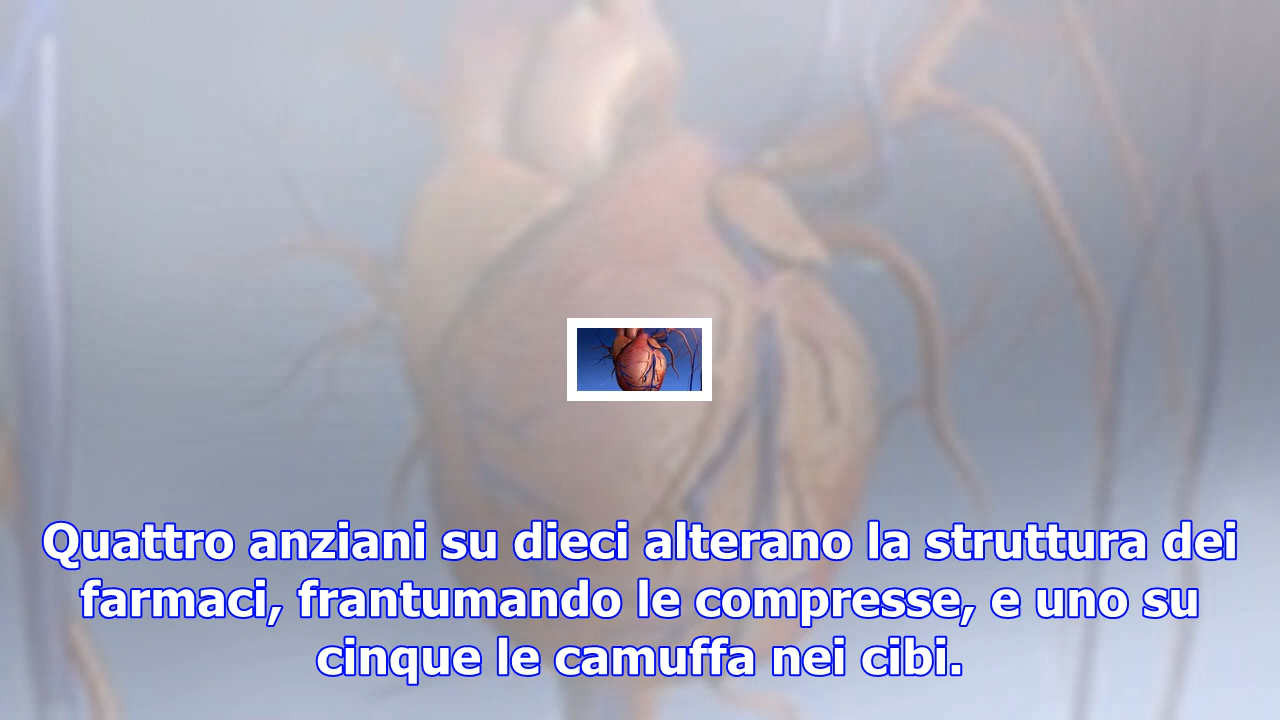 Quattro anziani su dieci alterano la struttura dei
farmaci, frantumando le compresse, e uno su
cinque le camuffa nei cibi.